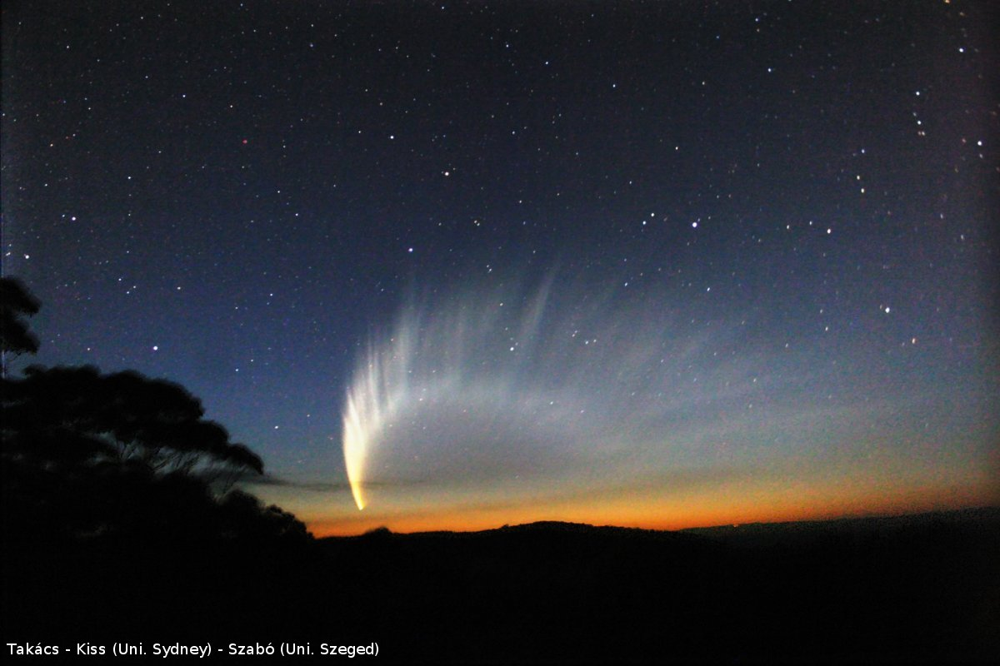 Takács - Kiss (Uni. Sydney) - Szabó (Uni. Szeged)